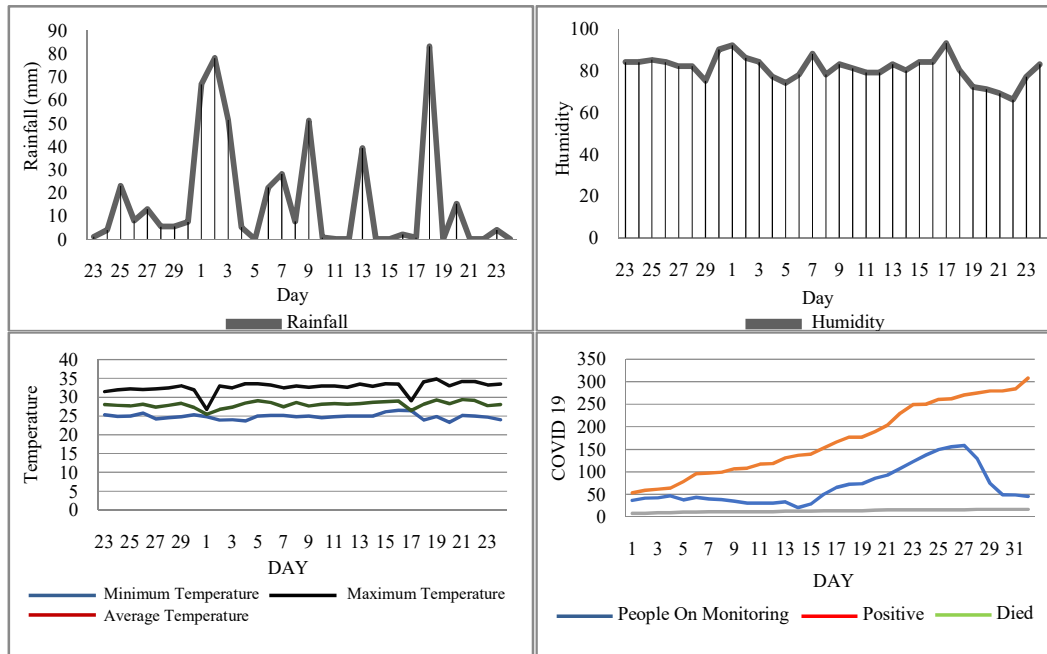 90
80
70
60
50
40
30
20
10
0
Rainfall (mm)
23 25 27 29 1 3 5 7 9 11 13 15 17 19 21 23
Day
Rainfall
100
80
60
40
20
0
Humidity
23 25 27 29 1 3 5 7 9 11 13 15 17 19 21 23
Day
Humidity
40
35
30
25
20
15
10
5
0
Temperature
23 25 27 29 1 3 5 7 9 11 13 15 17 19 21 23
DAY
Minimum Temperature Maximum Temperature
Average Temperature
350
300
250
200
150
100
50
0
COVID 19
1 3 5 7 9 11 13 15 17 19 21 23 25 27 29 31
DAY
People On Monitoring Positive Died